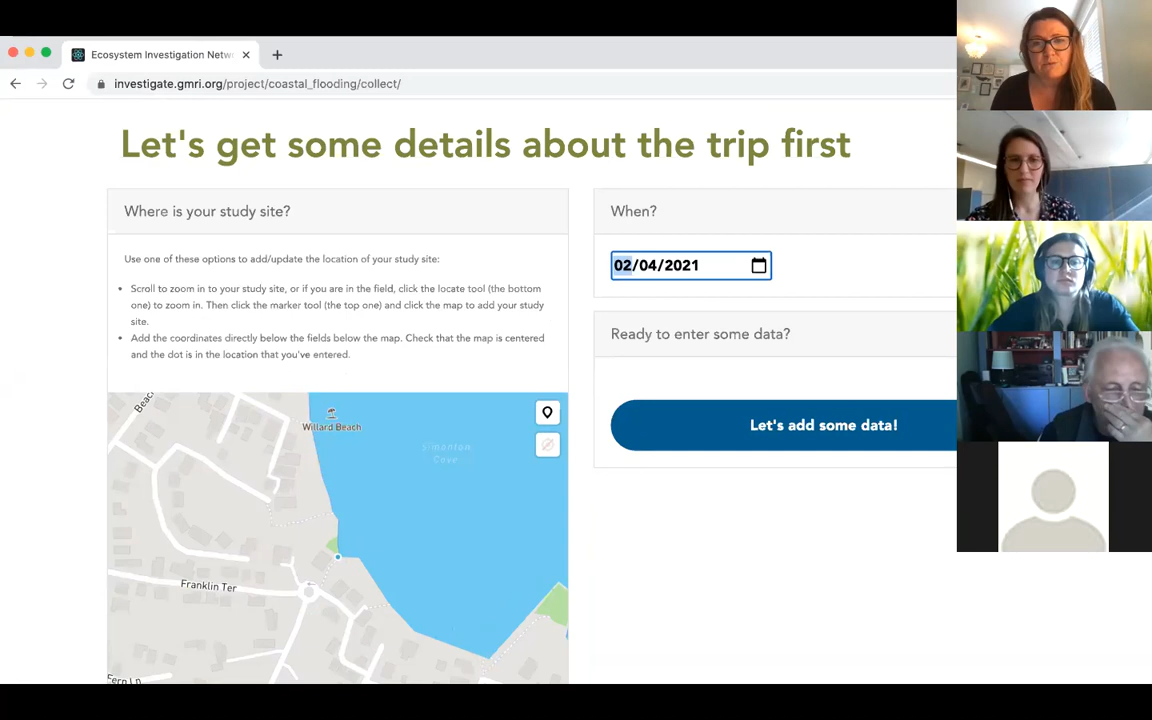 Ecosystem Investigation Netw
investigate.gmri.org/project/coastal_flooding/collect/
Let's get some details about the trip first
Where is your study site?
Use one of these options to add/update the location of your study site:
Scroll to zoom in to your study site, or if you are in the field, click the locate tool (the bottom
one) to zoom in. Then click the marker tool (the top one) and click the map to add your study
site.
Add the coordinates directly below the fields below the map. Check that the map is centered
and the dot is in the location that you've entered.
When?
02/04/2021
Ready to enter some data?
Let's add some data!
Beac
Willard Beach
Simonton
Cove
Franklin Ter
Fern Ln